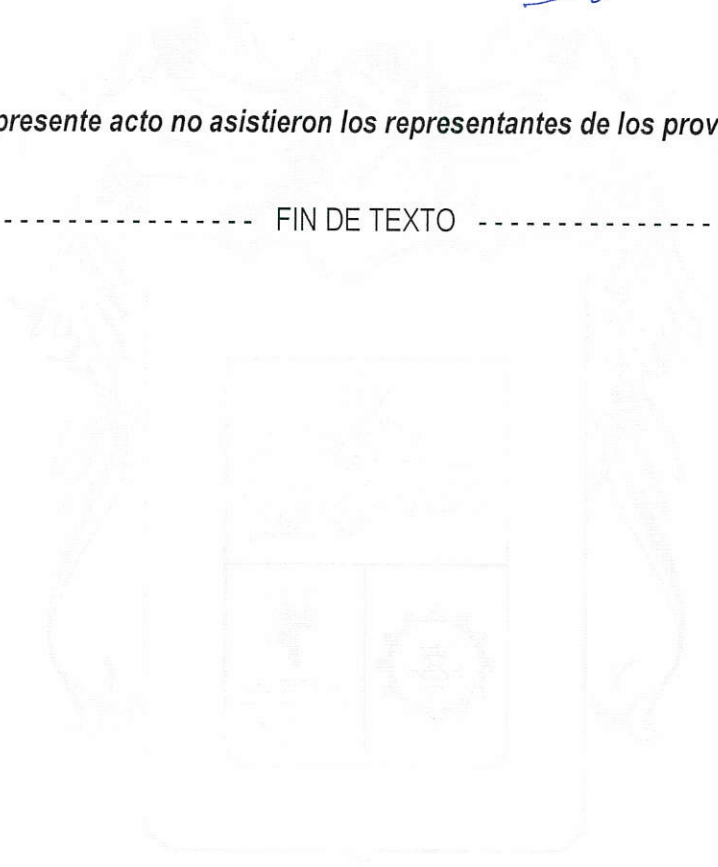 presente acto no asistieron los representantes de los prov
- - - - - - - - - - - - - - - - - FIN DE TEXTO - - - - - - - - - - - - - - -